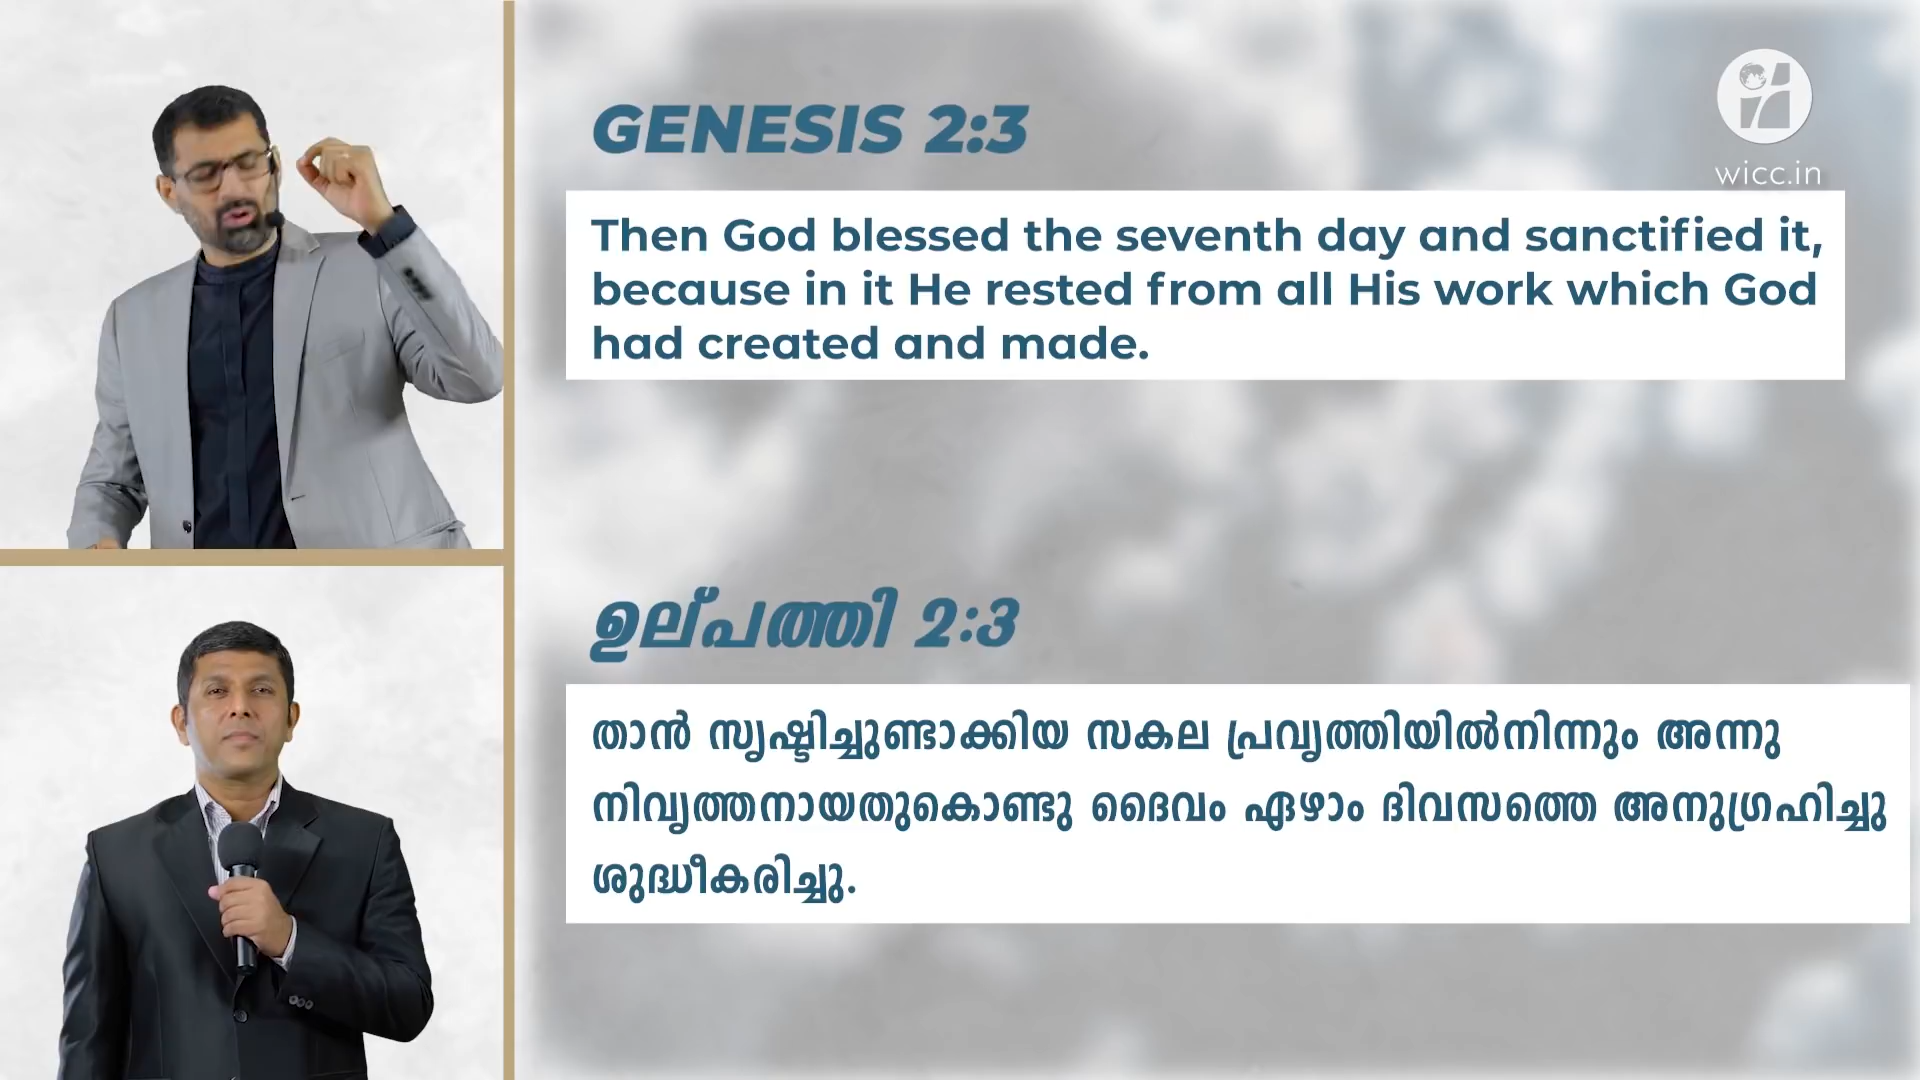 GENESIS 2:3
wicc.in
Then God blessed the seventh day and sanctified it,
because in it He rested from all His work which God
had created and made.
ഉല്പത്തി 2:3
താൻ സൃഷ്ടിച്ചുണ്ടാക്കിയ സകല പ്രവൃത്തിയിൽനിന്നും അന്നു
നിവൃത്തനായതുകൊണ്ടു ദൈവം ഏഴാം ദിവസത്തെ അനുഗ്രഹിച്ചു
ശുദ്ധീകരിച്ചു.